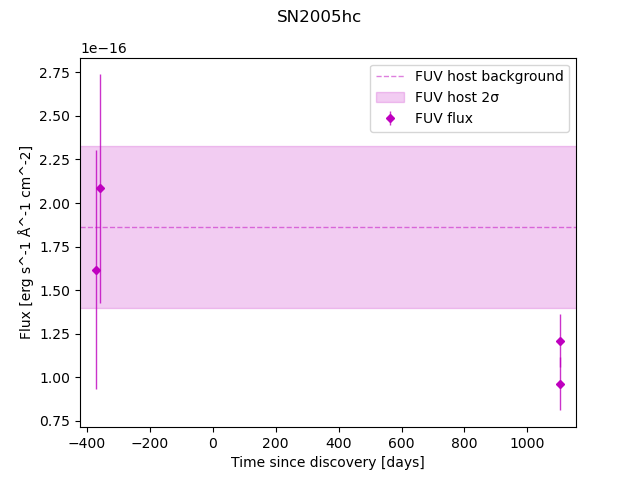 SN2005hc
1e−16
2.75
2.50
2.25
2.00
1.75
1.50
1.25
1.00
0.75
Flux [erg s^-1 Å^-1 cm^-2]
FUV host background
FUV host 2σ
FUV flux
−400 −200 0 200 400 600 800 1000
Time since discovery [days]